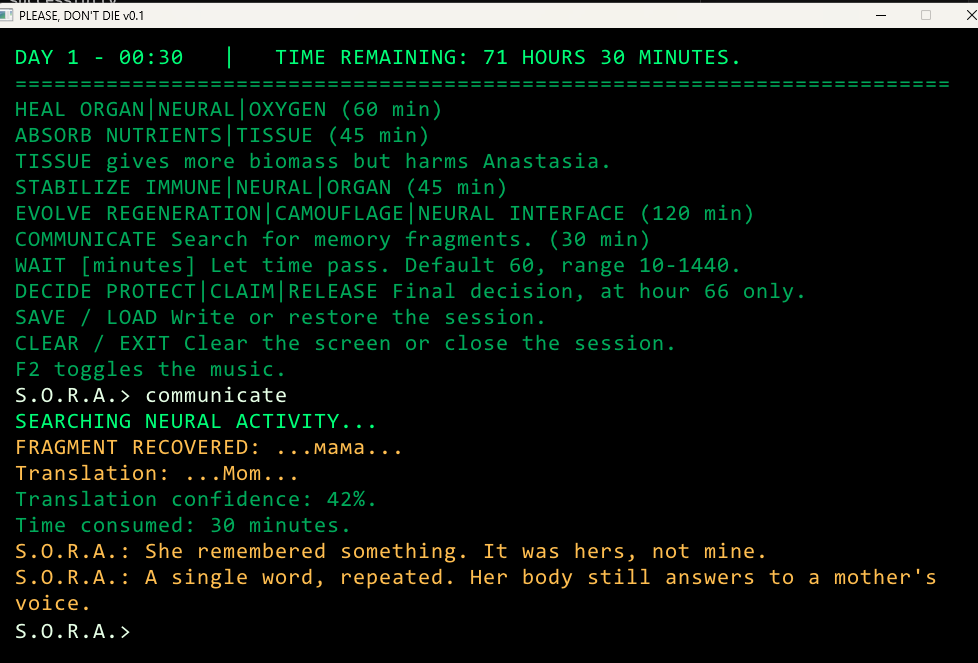 PLEASE, DON'T DIE v0.1
DAY 1 - 00:30 | TIME REMAINING: 71 HOURS 30 MINUTES.
========================================================================
HEAL ORGAN|NEURAL|OXYGEN (60 min)
ABSORB NUTRIENTS|TISSUE (45 min)
TISSUE gives more biomass but harms Anastasia.
STABILIZE IMMUNE|NEURAL|ORGAN (45 min)
EVOLVE REGENERATION|CAMOUFLAGE|NEURAL INTERFACE (120 min)
COMMUNICATE Search for memory fragments. (30 min)
WAIT [minutes] Let time pass. Default 60, range 10-1440.
DECIDE PROTECT|CLAIM|RELEASE Final decision, at hour 66 only.
SAVE / LOAD Write or restore the session.
CLEAR / EXIT Clear the screen or close the session.
F2 toggles the music.
S.O.R.A.> communicate
SEARCHING NEURAL ACTIVITY...
FRAGMENT RECOVERED: ...мама...
Translation: ...Mom...
Translation confidence: 42%.
Time consumed: 30 minutes.
S.O.R.A.: She remembered something. It was hers, not mine.
S.O.R.A.: A single word, repeated. Her body still answers to a mother's
voice.
S.O.R.A.>